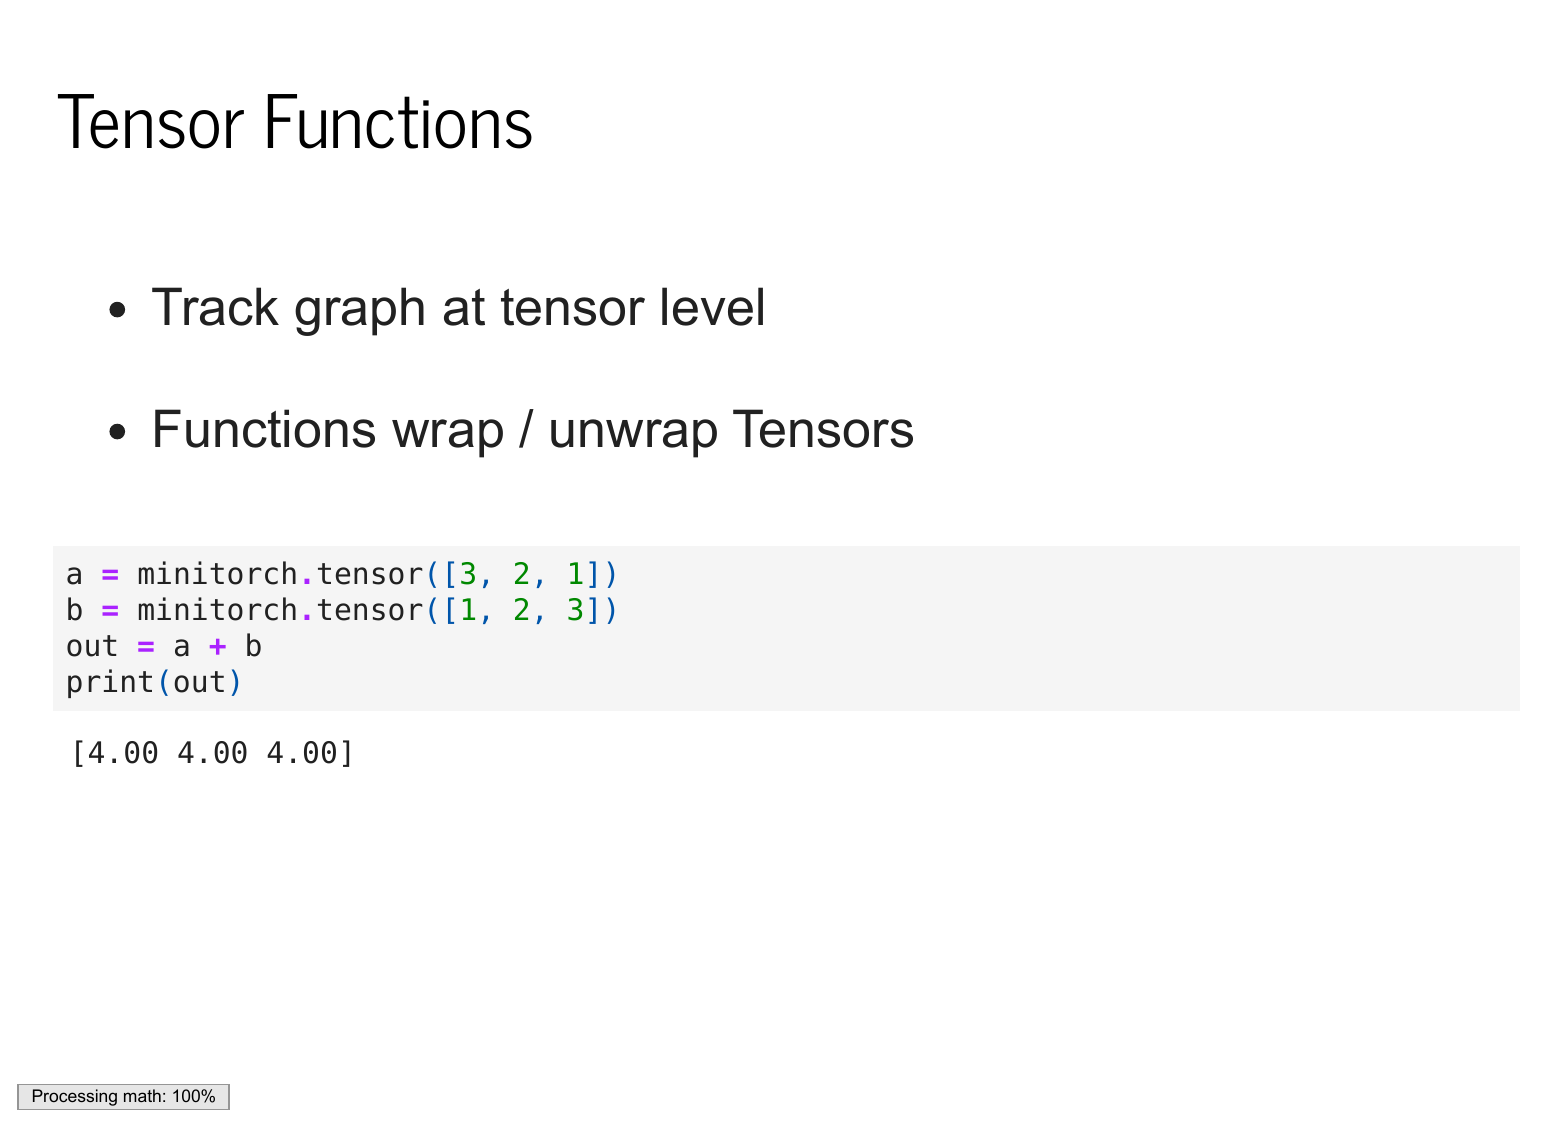 Tensor Functions
• Track graph at tensor level
• Functions wrap / unwrap Tensors
a = minitorch.tensor([3, 2, 1])
b = minitorch.tensor([1, 2, 3])
out = a + b
print(out)
[4.00 4.00 4.00]
Processing math: 100%